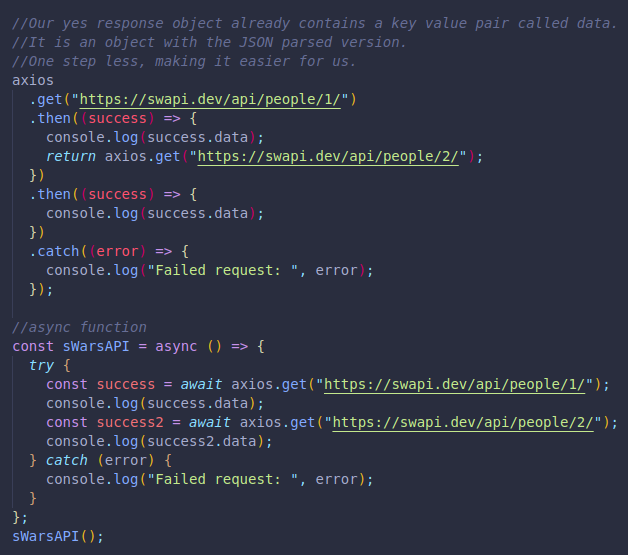 //Our yes response object already contains a key value pair called data.
//It is an object with the JSON parsed version.
//One step less, making it easier for us.
axios
  .get("https://swapi.dev/api/people/1/")
  .then((success) => {
    console.log(success.data);
    return axios.get("https://swapi.dev/api/people/2/");
  })
  .then((success) => {
    console.log(success.data);
  })
  .catch((error) => {
    console.log("Failed request: ", error);
  });

//async function
const sWarsAPI = async () => {
  try {
    const success = await axios.get("https://swapi.dev/api/people/1/");
    console.log(success.data);
    const success2 = await axios.get("https://swapi.dev/api/people/2/");
    console.log(success2.data);
  } catch (error) {
    console.log("Failed request: ", error);
  }
};
sWarsAPI();